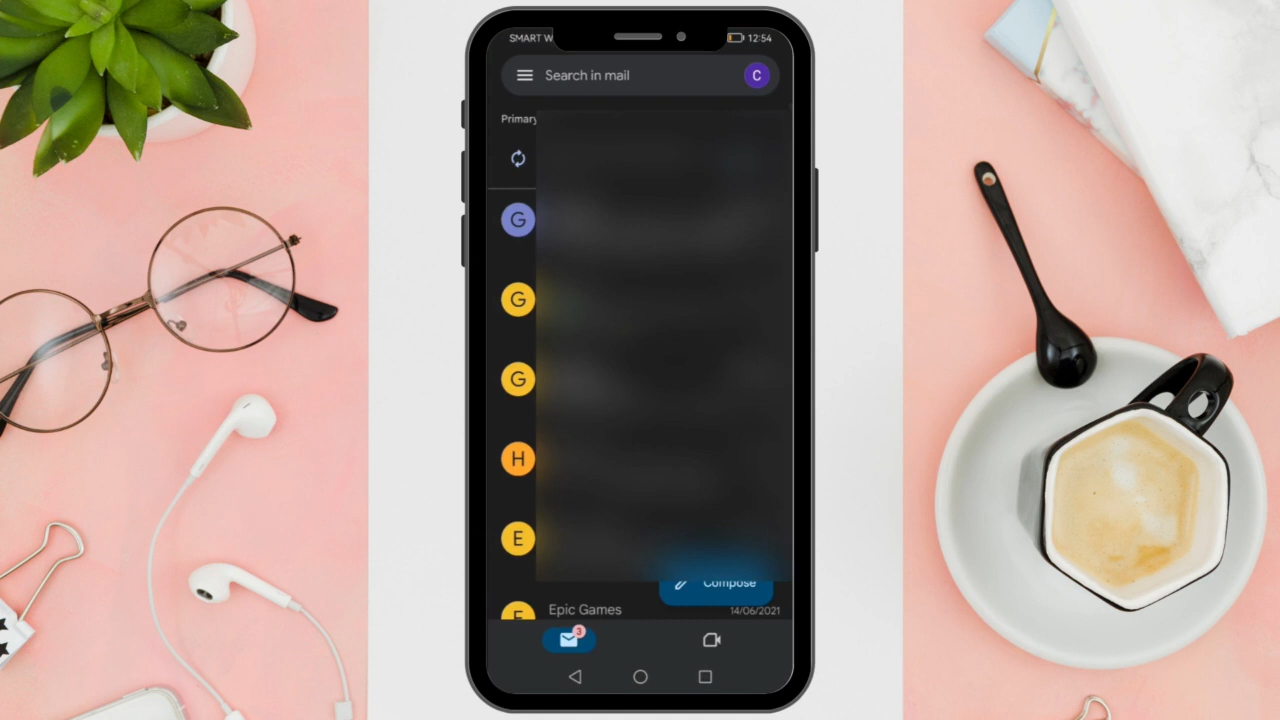 SMART W
12:54
Search in mail
C
Primary
G
G
G
H
E
Compose
E
Epic Games
14/06/2021
3